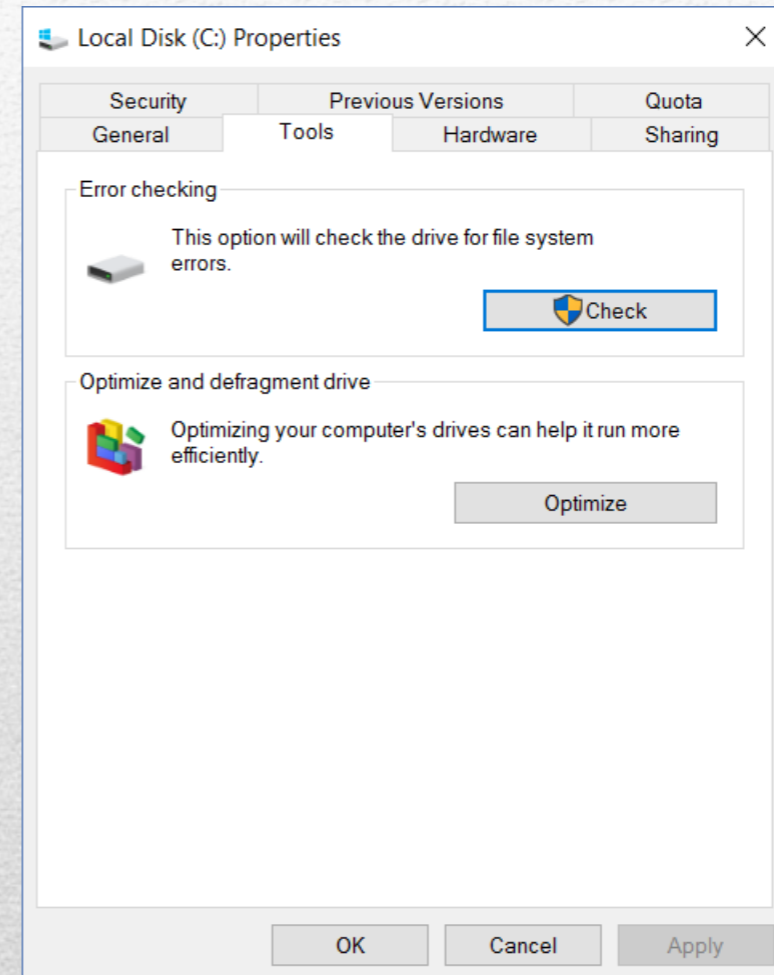 Local Disk (C:) Properties
Security Previous Versions Quota
General Tools Hardware Sharing
Error checking
This option will check the drive for file system
errors.
Check
Optimize and defragment drive
Optimizing your computer's drives can help it run more
efficiently.
Optimize
OK Cancel Apply